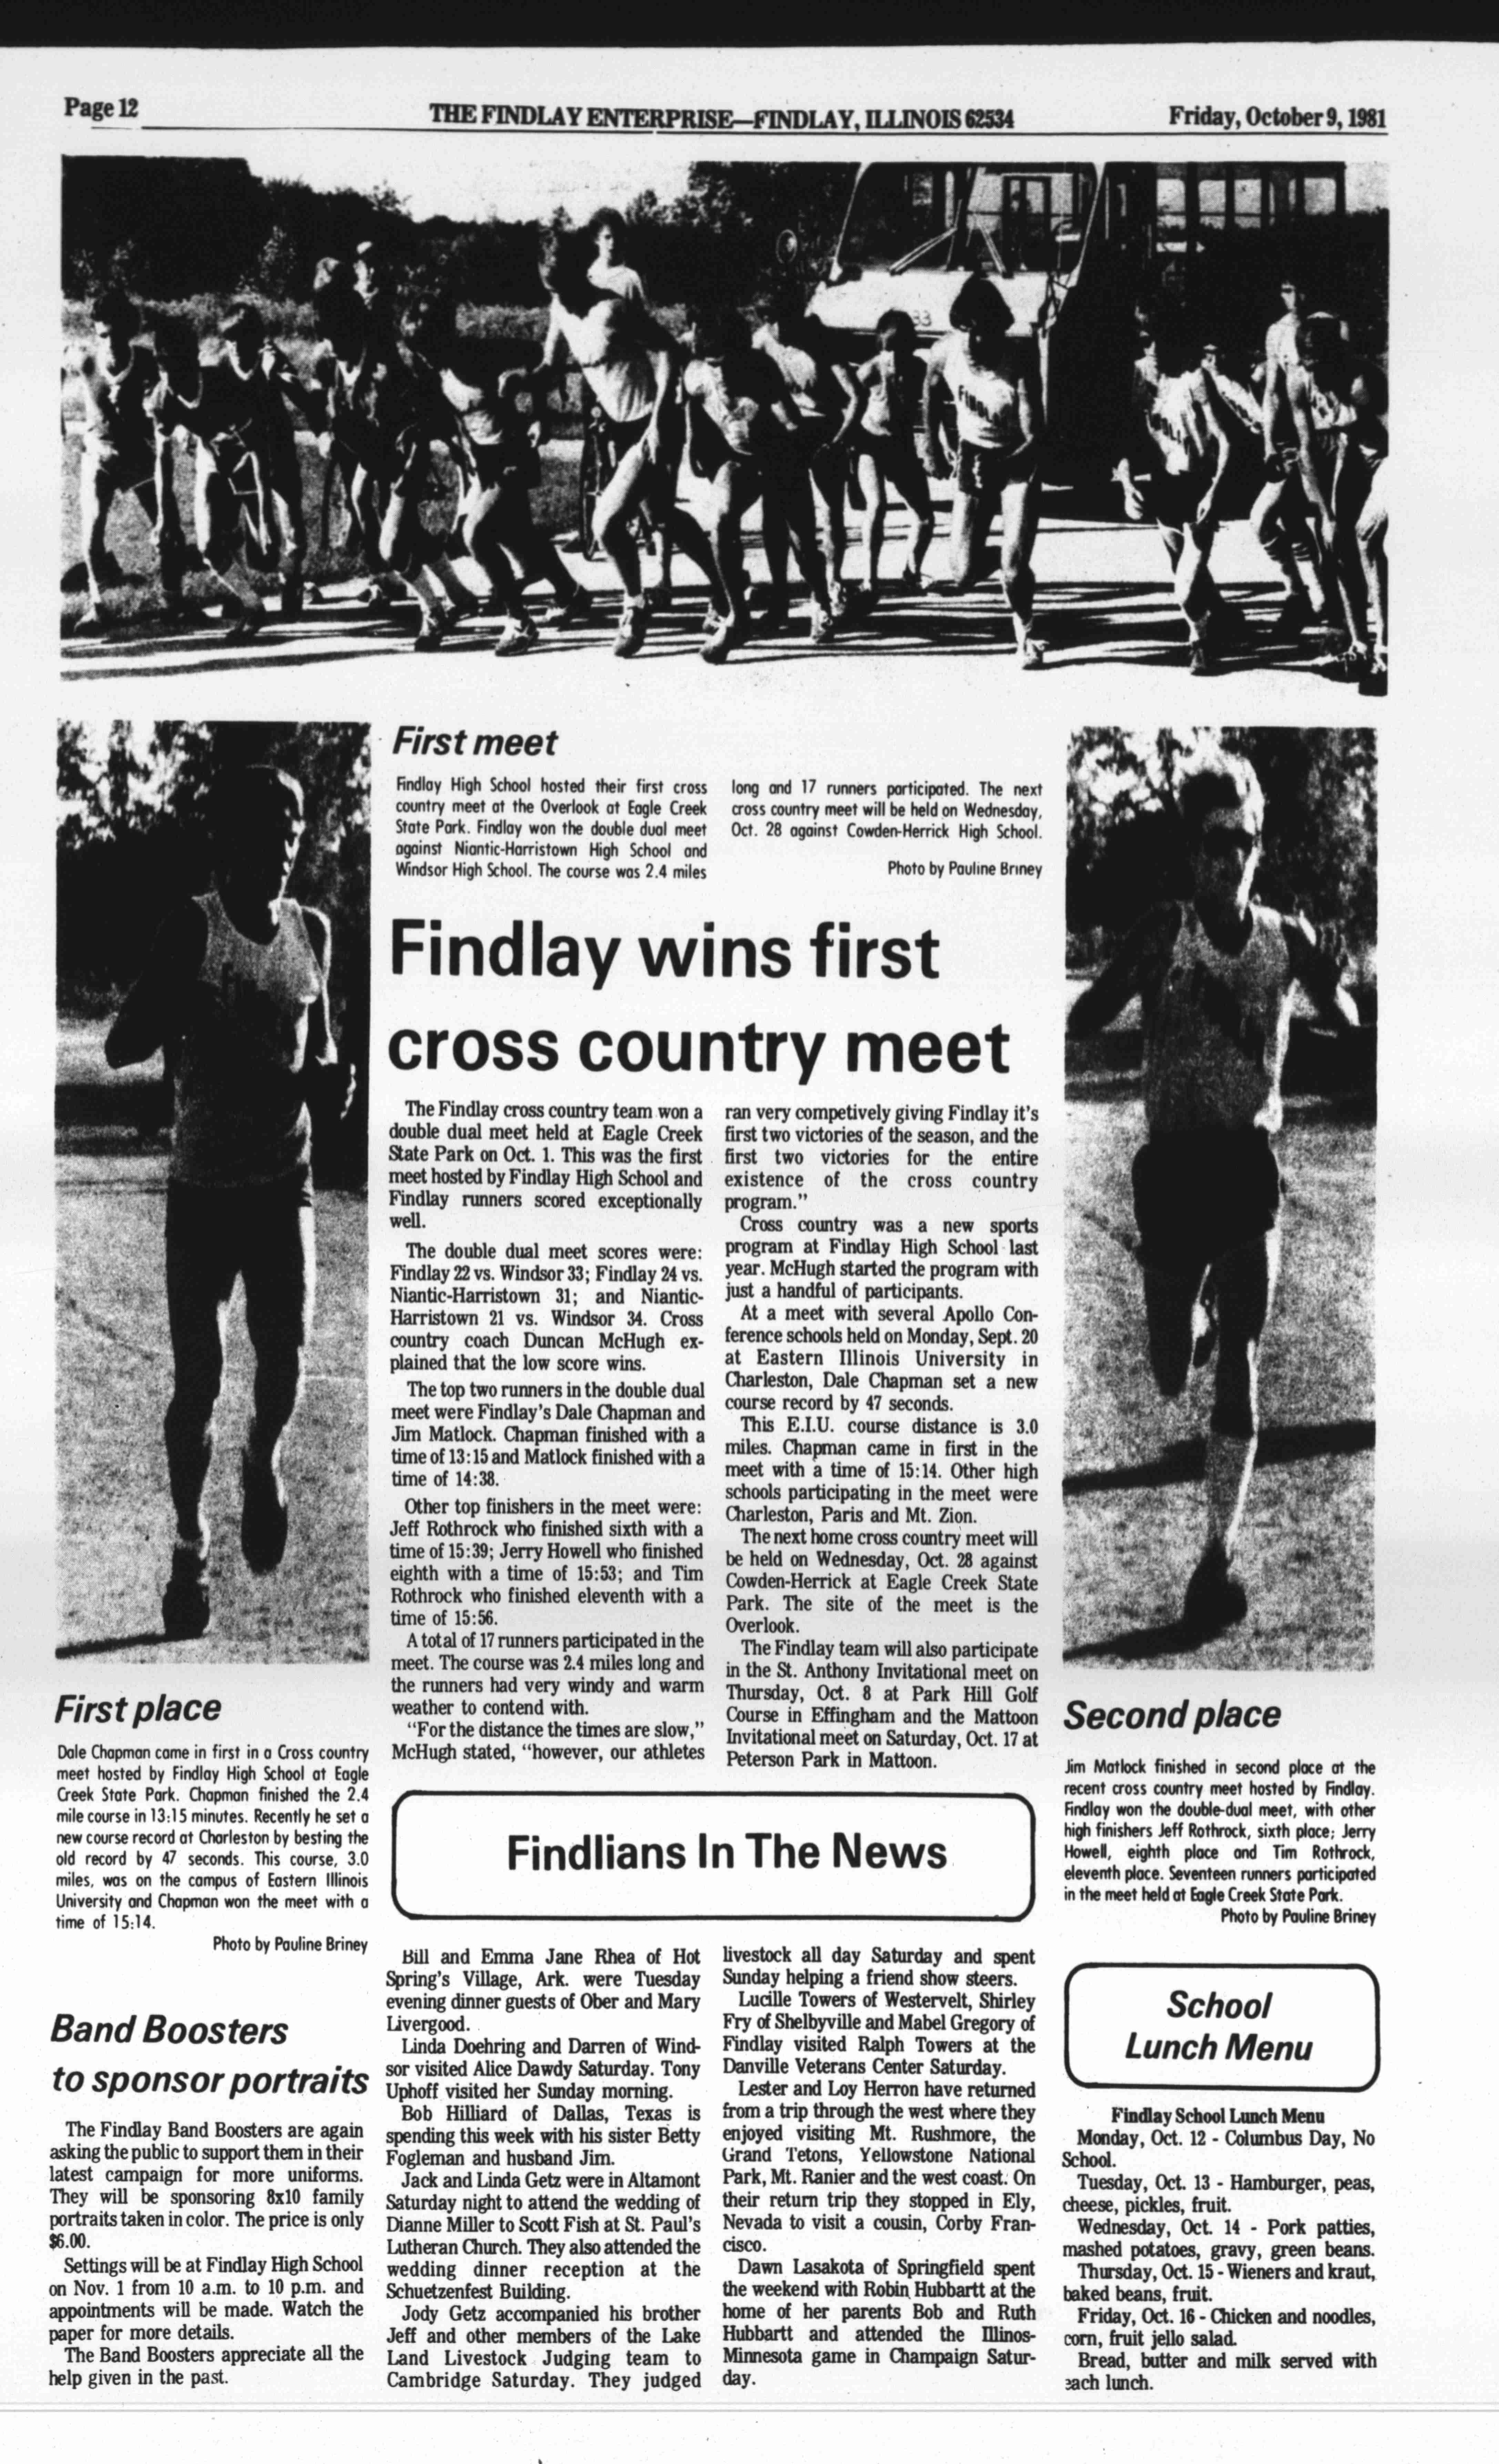 Page 12
THE FINDLAY ENTERPRISE—FINDLAY, ILLINOIS 62534
Friday, October 9, 1981
First meet
Findlay High School hosted their first cross
country meet at the Overlook at Eagle Creek
State Park. Findlay won the double dual meet
against Niantic-Harristown High School and
Windsor High School. The course was 2.4 miles
long and 17 runners participated. The next
cross country meet will be held on Wednesday,
Oct. 28 against Cowden-Herrick High School.
Photo by Pauline Briney
Findlay wins first
cross country meet
The Findlay cross country team won a
double dual meet held at Eagle Creek
State Park on Oct. 1. This was the first
meet hosted by Findlay High School and
Findlay runners scored exceptionally
well.
The double dual meet scores were:
Findlay 22 vs. Windsor 33; Findlay 24 vs.
Niantic-Harristown 31; and Niantic-
Harristown 21 vs. Windsor 34. Cross
country coach Duncan McHugh ex-
plained that the low score wins.
The top two runners in the double dual
meet were Findlay's Dale Chapman and
Jim Matlock. Chapman finished with a
time of 13:15 and Matlock finished with a
time of 14:38.
Other top finishers in the meet were:
Jeff Rothrock who finished sixth with a
time of 15:39; Jerry Howell who finished
eighth with a time of 15:53; and Tim
Rothrock who finished eleventh with a
time of 15:56.
A total of 17 runners participated in the
meet. The course was 2.4 miles long and
the runners had very windy and warm
weather to contend with.
"For the distance the times are slow,"
McHugh stated, "however, our athletes
ran very competively giving Findlay it's
first two victories of the season, and the
first two victories for the entire
existence of the cross country
program."
Cross country was a new sports
program at Findlay High School last
year. McHugh started the program with
just a handful of participants.
At a meet with several Apollo Con-
ference schools held on Monday, Sept. 20
at Eastern Illinois University in
Charleston, Dale Chapman set a new
course record by 47 seconds.
This E.I.U. course distance is 3.0
miles. Chapman came in first in the
meet with a time of 15:14. Other high
schools participating in the meet were
Charleston, Paris and Mt. Zion.
The next home cross country meet will
be held on Wednesday, Oct. 28 against
Cowden-Herrick at Eagle Creek State
Park. The site of the meet is the
Overlook.
The Findlay team will also participate
in the St. Anthony Invitational meet on
Thursday, Oct. 8 at Park Hill Golf
Course in Effingham and the Mattoon
Invitational meet on Saturday, Oct. 17 at
Peterson Park in Mattoon.
First place
Dale Chapman came in first in a Cross country
meet hosted by Findlay High School at Eagle
Creek State Park. Chapman finished the 2.4
mile course in 13:15 minutes. Recently he set a
new course record at Charleston by besting the
old record by 47 seconds. This course, 3.0
miles, was on the campus of Eastern Illinois
University and Chapman won the meet with a
time of 15:14.
Photo by Pauline Briney
Second place
Jim Matlock finished in second place at the
recent cross country meet hosted by Findlay.
Findlay won the double-dual meet, with other
high finishers Jeff Rothrock, sixth place; Jerry
Howell, eighth place and Tim Rothrock,
eleventh place. Seventeen runners participated
in the meet held at Eagle Creek State Park.
Photo by Pauline Briney
Band Boosters
to sponsor portraits
The Findlay Band Boosters are again
asking the public to support them in their
latest campaign for more uniforms.
They will be sponsoring 8x10 family
portraits taken in color. The price is only
$6.00.
Settings will be at Findlay High School
on Nov. 1 from 10 a.m. to 10 p.m. and
appointments will be made. Watch the
paper for more details.
The Band Boosters appreciate all the
help given in the past.
Findlians In The News
Bill and Emma Jane Rhea of Hot
Spring's Village, Ark. were Tuesday
evening dinner guests of Ober and Mary
Livergood.
Linda Doehring and Darren of Wind-
sor visited Alice Dawdy Saturday. Tony
Uphoff visited her Sunday morning.
Bob Hilliard of Dallas, Texas is
spending this week with his sister Betty
Fogleman and husband Jim.
Jack and Linda Getz were in Altamont
Saturday night to attend the wedding of
Dianne Miller to Scott Fish at St. Paul's
Lutheran Church. They also attended the
wedding dinner reception at the
Schuetzenfest Building.
Jody Getz accompanied his brother
Jeff and other members of the Lake
Land Livestock Judging team to
Cambridge Saturday. They judged
livestock all day Saturday and spent
Sunday helping a friend show steers.
Lucille Towers of Westervelt, Shirley
Fry of Shelbyville and Mabel Gregory of
Findlay visited Ralph Towers at the
Danville Veterans Center Saturday.
Lester and Loy Herron have returned
from a trip through the west where they
enjoyed visiting Mt. Rushmore, the
Grand Tetons, Yellowstone National
Park, Mt. Ranier and the west coast. On
their return trip they stopped in Ely,
Nevada to visit a cousin, Corby Fran-
cisco.
Dawn Lasakota of Springfield spent
the weekend with Robin Hubbartt at the
home of her parents Bob and Ruth
Hubbartt and attended the Illinos-
Minnesota game in Champaign Satur-
day.
School
Lunch Menu
Findlay School Lunch Menu
Monday, Oct. 12 - Columbus Day, No
School.
Tuesday, Oct. 13 - Hamburger, peas,
cheese, pickles, fruit.
Wednesday, Oct. 14 - Pork patties,
mashed potatoes, gravy, green beans.
Thursday, Oct. 15 - Wieners and kraut,
baked beans, fruit.
Friday, Oct. 16 - Chicken and noodles,
corn, fruit jello salad.
Bread, butter and milk served with
each lunch.